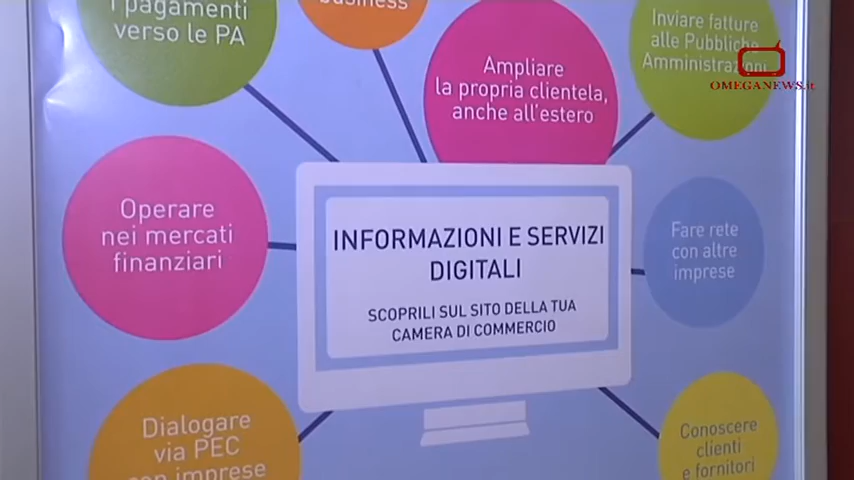 i pagamenti
verso le PA
business
Ampliare
la propria clientela,
anche all'estero
Inviare fatture
alle Pubbliche
Amministrazioni
OMEGANEWS.it
Operare
nei mercati
finanziari
INFORMAZIONI E SERVIZI
DIGITALI
SCOPRILI SUL SITO DELLA TUA
CAMERA DI COMMERCIO
Fare rete
con altre
imprese
Dialogare
via PEC
con imprese
Conoscere
clienti
e fornitori